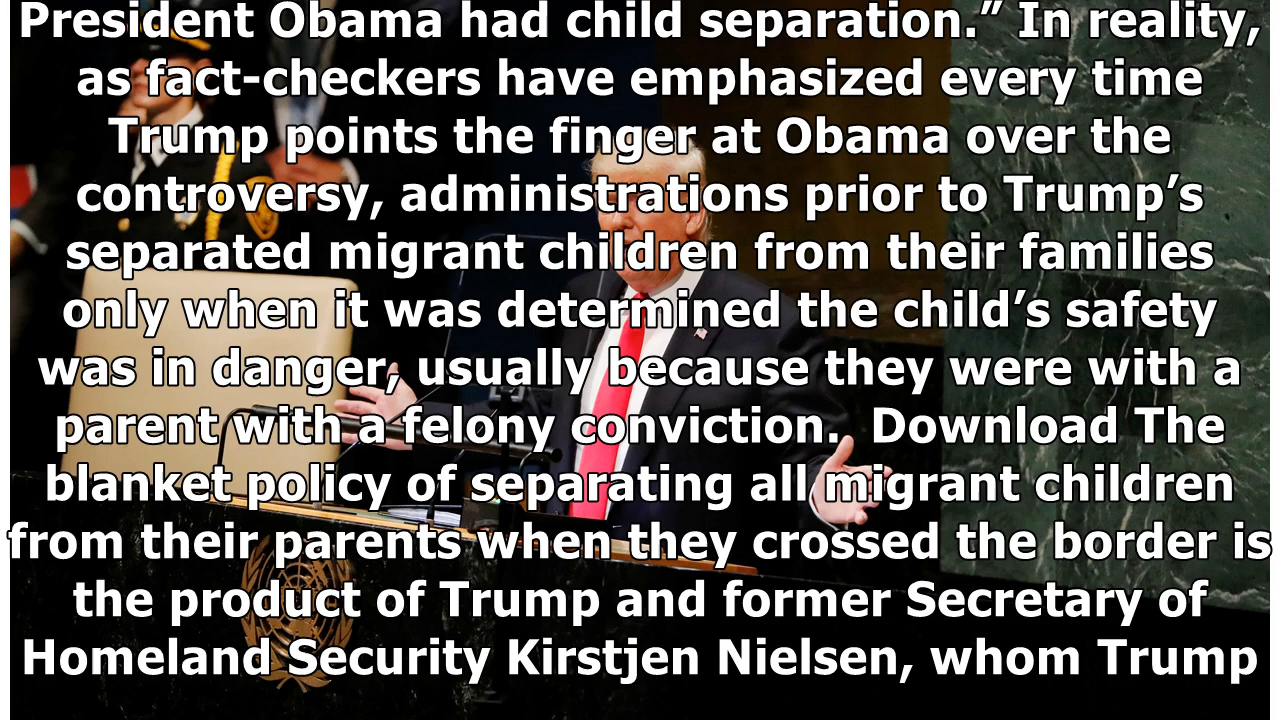 President Obama had child separation.” In reality,
as fact-checkers have emphasized every time
Trump points the finger at Obama over the
controversy, administrations prior to Trump’s
separated migrant children from their families
only when it was determined the child’s safety
was in danger, usually because they were with a
parent with a felony conviction.  Download The
blanket policy of separating all migrant children
from their parents when they crossed the border is
the product of Trump and former Secretary of
Homeland Security Kirstjen Nielsen, whom Trump